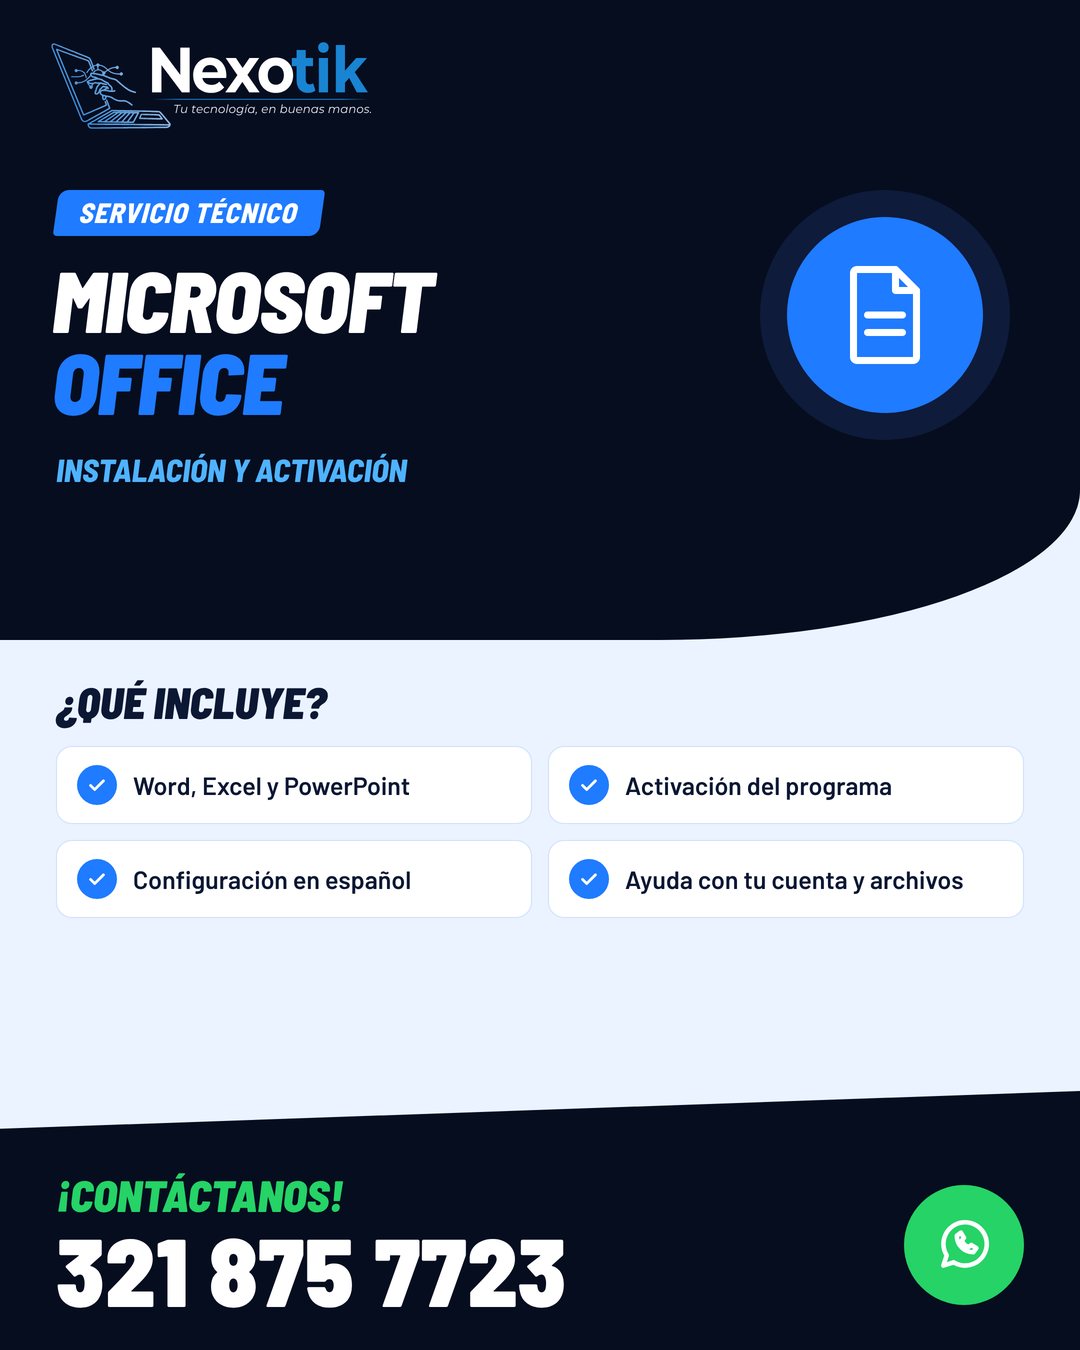 Nexotik
Tu tecnología, en buenas manos.
SERVICIO TÉCNICO
MICROSOFT
OFFICE
INSTALACIÓN Y ACTIVACIÓN
¿QUÉ INCLUYE?
Word, Excel y PowerPoint
Activación del programa
Configuración en español
Ayuda con tu cuenta y archivos
¡CONTÁCTANOS!
321 875 7723